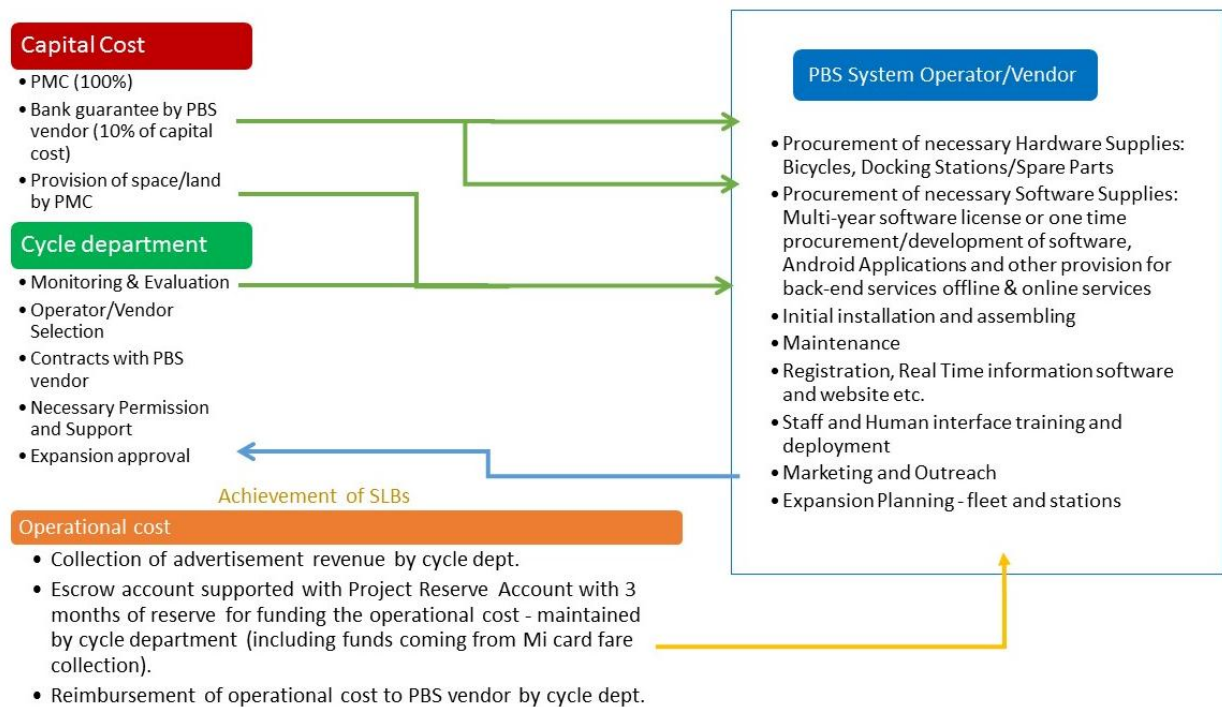 Capital Cost
• PMC (100%)
• Bank guarantee by PBS
vendor (10% of capital
cost)
• Provision of space/land
by PMC
Cycle department
• Monitoring & Evaluation
• Operator/Vendor
Selection
• Contracts with PBS
vendor
• Necessary Permission
and Support
• Expansion approval
Achievement of SLBs
Operational cost
• Collection of advertisement revenue by cycle dept.
• Escrow account supported with Project Reserve Account with 3
months of reserve for funding the operational cost - maintained
by cycle department (including funds coming from Mi card fare
collection).
• Reimbursement of operational cost to PBS vendor by cycle dept.
PBS System Operator/Vendor
• Procurement of necessary Hardware Supplies:
Bicycles, Docking Stations/Spare Parts
• Procurement of necessary Software Supplies:
Multi-year software license or one time
procurement/development of software,
Android Applications and other provision for
back-end services offline & online services
• Initial installation and assembling
• Maintenance
• Registration, Real Time information software
and website etc.
• Staff and Human interface training and
deployment
• Marketing and Outreach
• Expansion Planning - fleet and stations